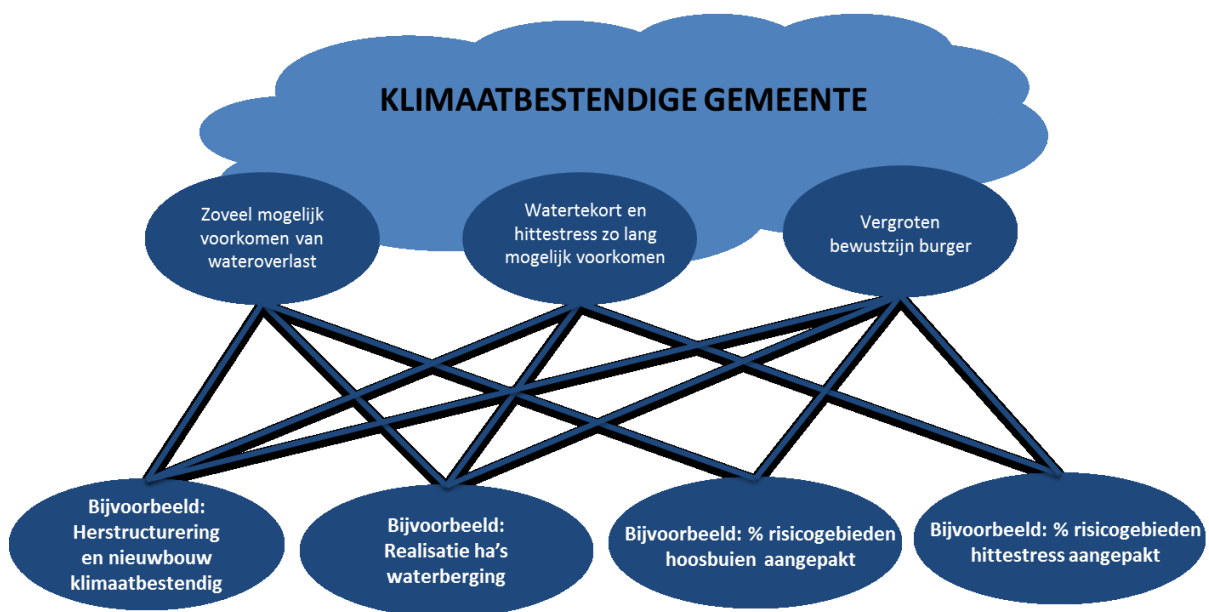 KLIMAATBESTENDIGE GEMEENTE
Zoveel mogelijk
voorkomen van
wateroverlast
Watertekort en
hittestress zo lang
mogelijk voorkomen
Vergroten
bewustzijn burger
Bijvoorbeeld:
Herstructurering
en nieuwbouw
klimaatbestendig
Bijvoorbeeld:
Realisatie ha's
waterberging
Bijvoorbeeld: % risicogebieden
hoosbuien aangepakt
Bijvoorbeeld: % risicogebieden
hittestress aangepakt